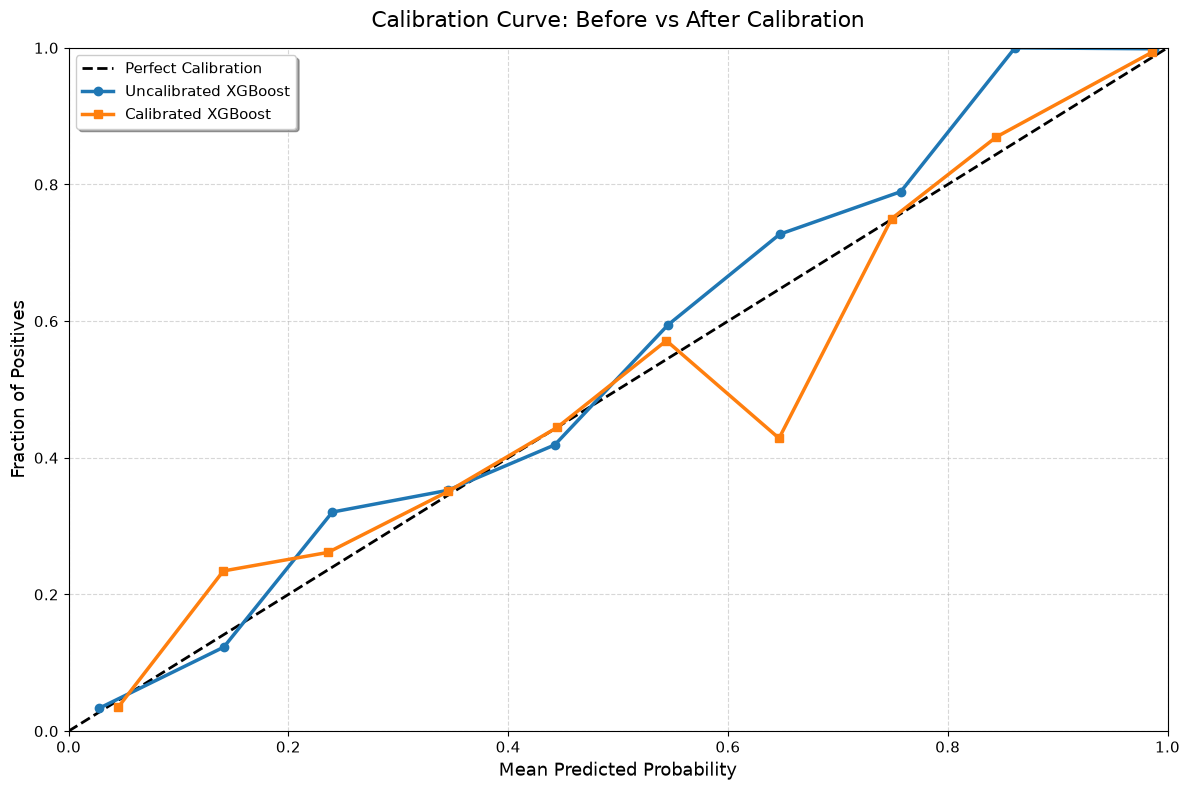 Calibration Curve: Before vs After Calibration
1.0
Perfect Calibration
Uncalibrated XGBoost
Calibrated XGBoost
0.8
0.6
0.4
0.2
0.0
Fraction of Positives
0.0 0.2 0.4 0.6 0.8 1.0
Mean Predicted Probability